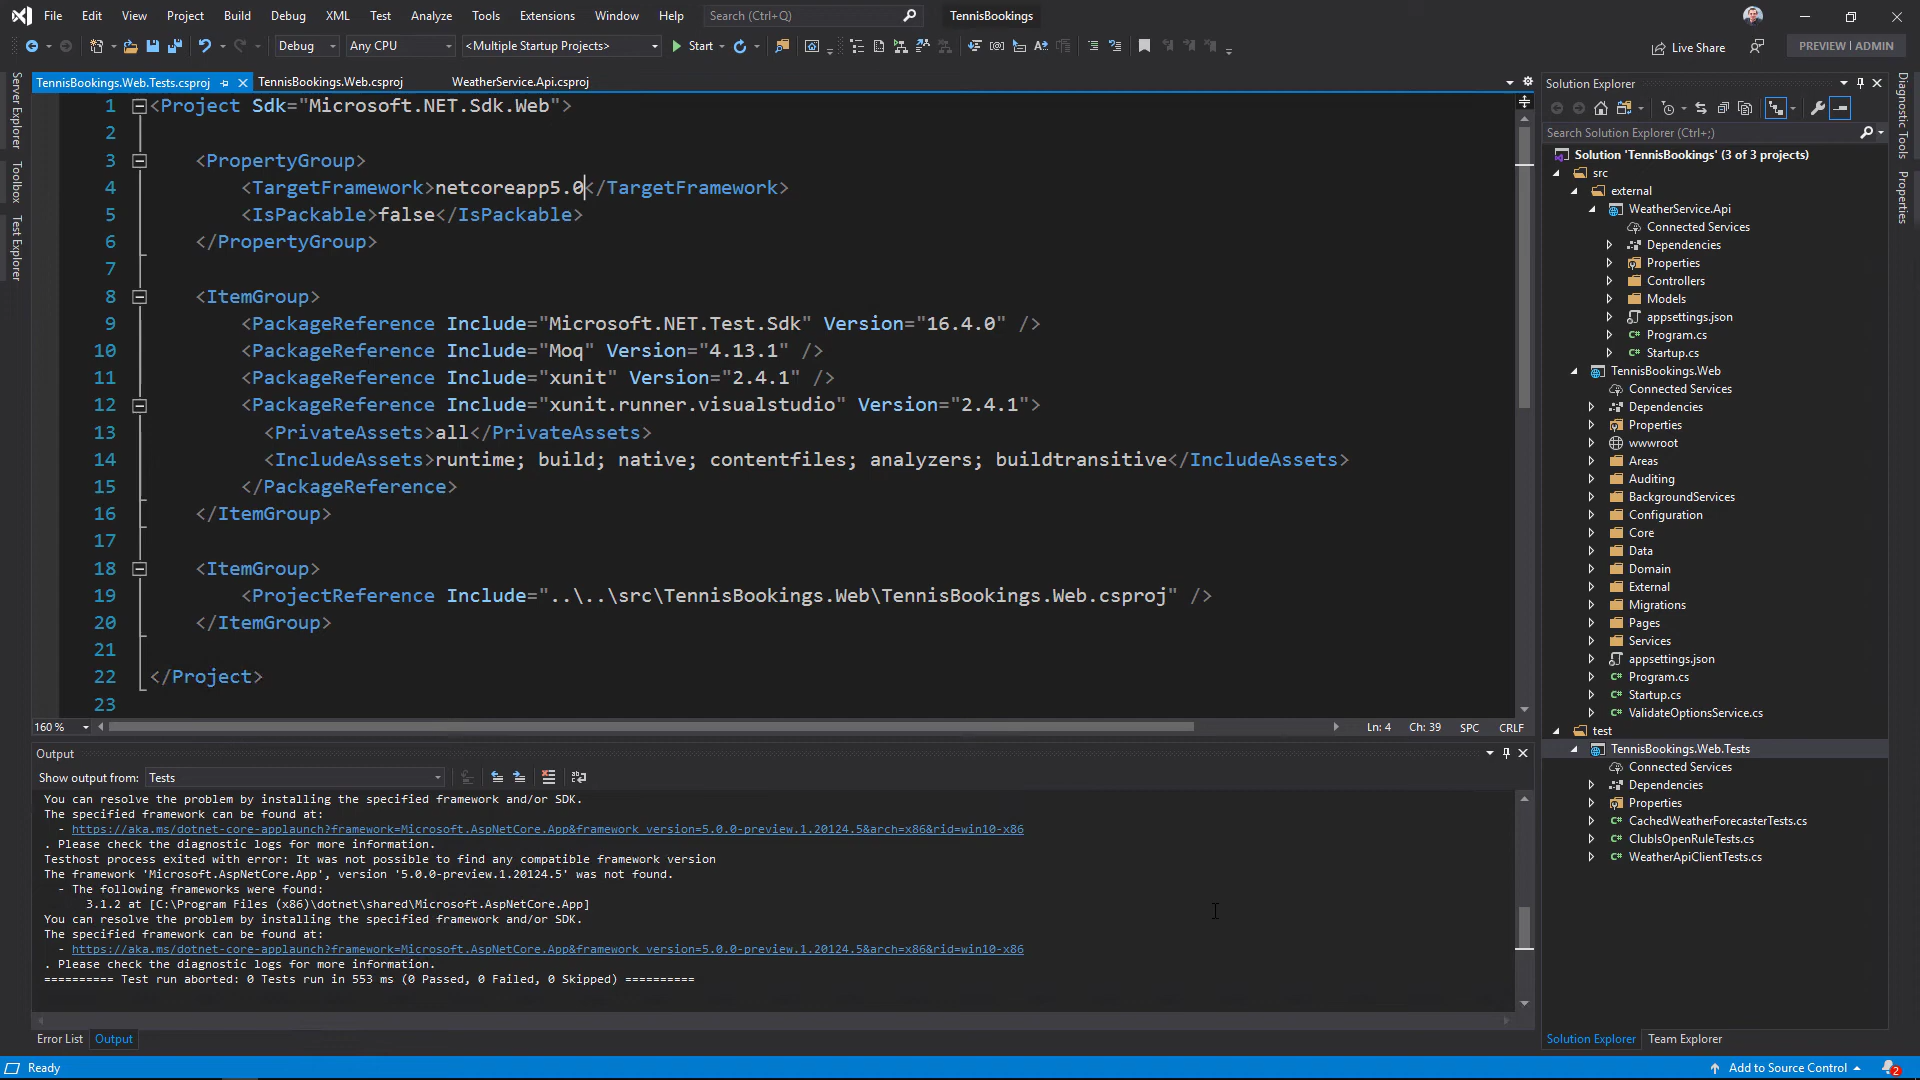 File Edit View Project Build Debug XML Test Analyze Tools Extensions Window Help Search (Ctrl+Q) TennisBookings
Debug Any CPU <Multiple Startup Projects> Start Live Share PREVIEW | ADMIN
TennisBookings.Web.Tests.csproj TennisBookings.Web.csproj WeatherService.Api.csproj
Server Explorer
Toolbox
Test Explorer
1 <Project Sdk="Microsoft.NET.Sdk.Web">
2
3 <PropertyGroup>
4 <TargetFramework>netcoreapp5.0</TargetFramework>
5 <IsPackable>false</IsPackable>
6 </PropertyGroup>
7
8 <ItemGroup>
9 <PackageReference Include="Microsoft.NET.Test.Sdk" Version="16.4.0" />
10 <PackageReference Include="Moq" Version="4.13.1" />
11 <PackageReference Include="xunit" Version="2.4.1" />
12 <PackageReference Include="xunit.runner.visualstudio" Version="2.4.1">
13 <PrivateAssets>all</PrivateAssets>
14 <IncludeAssets>runtime; build; native; contentfiles; analyzers; buildtransitive</IncludeAssets>
15 </PackageReference>
16 </ItemGroup>
17
18 <ItemGroup>
19 <ProjectReference Include="..\..\src\TennisBookings.Web\TennisBookings.Web.csproj" />
20 </ItemGroup>
21
22 </Project>
23
160 % Ln: 4 Ch: 39 SPC CRLF
Output
Show output from: Tests
You can resolve the problem by installing the specified framework and/or SDK.
The specified framework can be found at:
- https://aka.ms/dotnet-core-applaunch?framework=Microsoft.AspNetCore.App&framework_version=5.0.0-preview.1.20124.5&arch=x86&rid=win10-x86
. Please check the diagnostic logs for more information.
Testhost process exited with error: It was not possible to find any compatible framework version
The framework 'Microsoft.AspNetCore.App', version '5.0.0-preview.1.20124.5' was not found.
- The following frameworks were found:
3.1.2 at [C:\Program Files (x86)\dotnet\shared\Microsoft.AspNetCore.App]
You can resolve the problem by installing the specified framework and/or SDK.
The specified framework can be found at:
- https://aka.ms/dotnet-core-applaunch?framework=Microsoft.AspNetCore.App&framework_version=5.0.0-preview.1.20124.5&arch=x86&rid=win10-x86
. Please check the diagnostic logs for more information.
========== Test run aborted: 0 Tests run in 553 ms (0 Passed, 0 Failed, 0 Skipped) ==========
Error List Output
Solution Explorer
Search Solution Explorer (Ctrl+;)
Solution 'TennisBookings' (3 of 3 projects)
src
external
WeatherService.Api
Connected Services
Dependencies
Properties
Controllers
Models
appsettings.json
C# Program.cs
C# Startup.cs
TennisBookings.Web
Connected Services
Dependencies
Properties
wwwroot
Areas
Auditing
BackgroundServices
Configuration
Core
Data
Domain
External
Migrations
Pages
Services
appsettings.json
C# Program.cs
C# Startup.cs
C# ValidateOptionsService.cs
test
TennisBookings.Web.Tests
Connected Services
Dependencies
Properties
C# CachedWeatherForecasterTests.cs
C# ClubIsOpenRuleTests.cs
C# WeatherApiClientTests.cs
Solution Explorer Team Explorer
Diagnostic Tools
Properties
Ready Add to Source Control 2